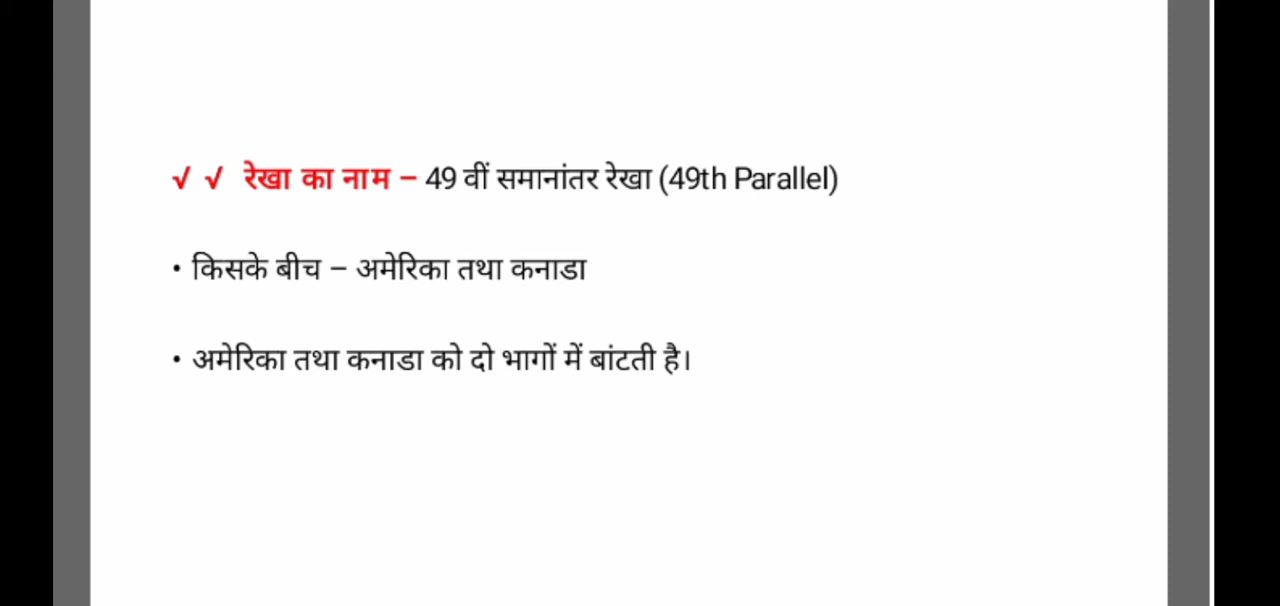 √ √ रेखा का नाम – 49 वीं समानांतर रेखा (49th Parallel)
• किसके बीच – अमेरिका तथा कनाडा
• अमेरिका तथा कनाडा को दो भागों में बांटती है।